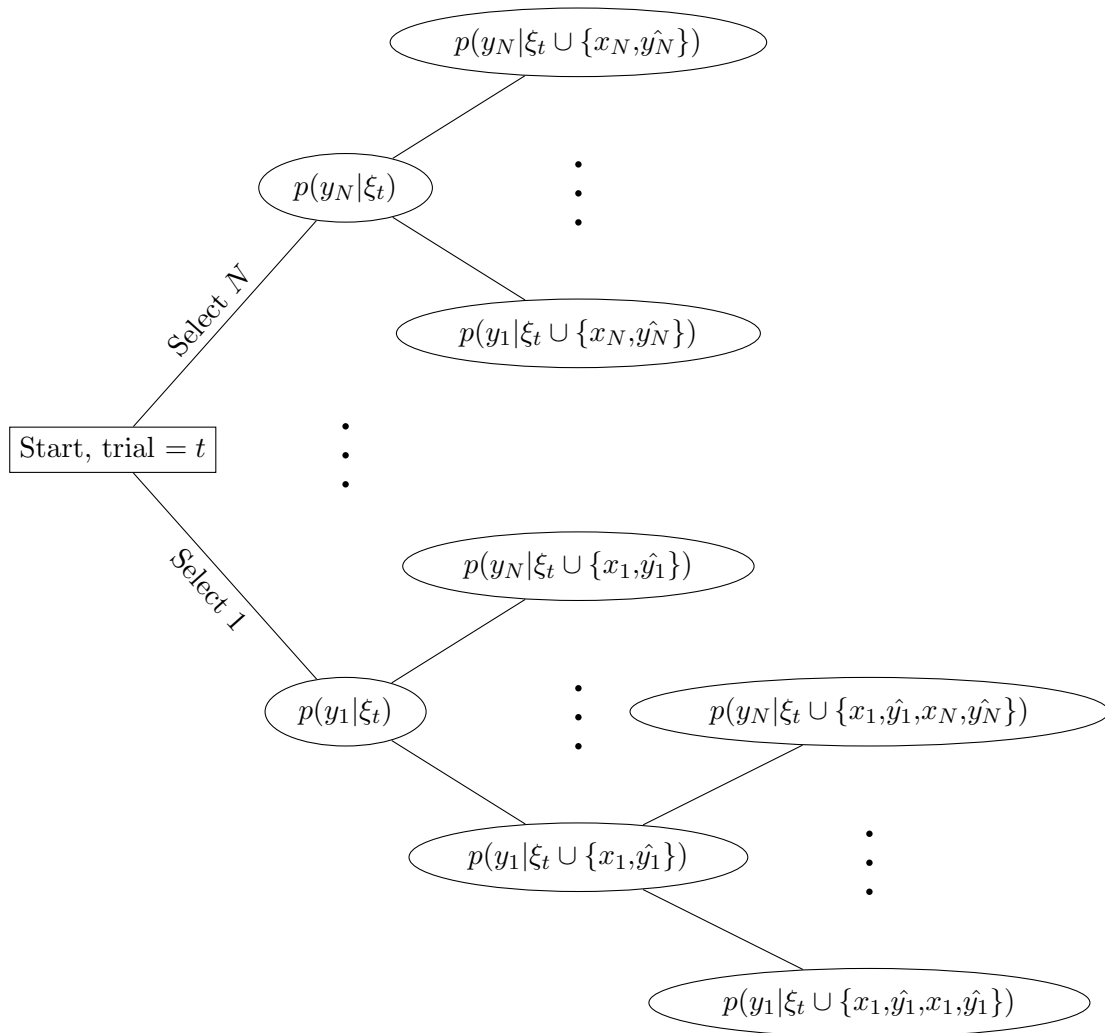 p(y_N|ξ_t ∪ {x_N,ŷ_N})
p(y_N|ξ_t)
Select N
p(y_1|ξ_t ∪ {x_N,ŷ_N})
Start, trial = t
Select 1
p(y_N|ξ_t ∪ {x_1,ŷ_1})
p(y_1|ξ_t)
p(y_N|ξ_t ∪ {x_1,ŷ_1,x_N,ŷ_N})
p(y_1|ξ_t ∪ {x_1,ŷ_1})
p(y_1|ξ_t ∪ {x_1,ŷ_1,x_1,ŷ_1})